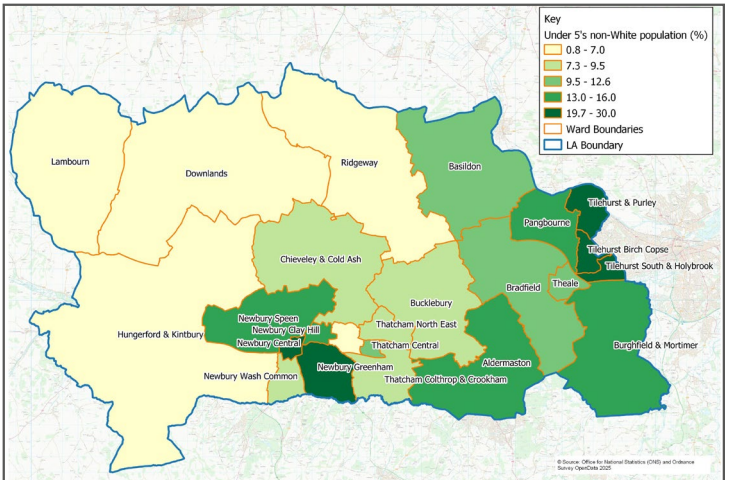 Key
Under 5's non-White population (%)
0.8 - 7.0
7.3 - 9.5
9.5 - 12.6
13.0 - 16.0
19.7 - 30.0
Ward Boundaries
LA Boundary
Lambourn
Downlands
Ridgeway
Basildon
Tilehurst & Purley
Pangbourne
Tilehurst Birch Copse
Chieveley & Cold Ash
Tilehurst South & Holybrook
Theale
Bradfield
Bucklebury
Newbury Speen
Thatcham North East
Newbury Clay Hill
Hungerford & Kintbury
Newbury Central
Thatcham Central
Burghfield & Mortimer
Aldermaston
Newbury Greenham
Newbury Wash Common
Thatcham Colthrop & Crookham
© Source: Office for National Statistics (ONS) and Ordnance
Survey OpenData 2025